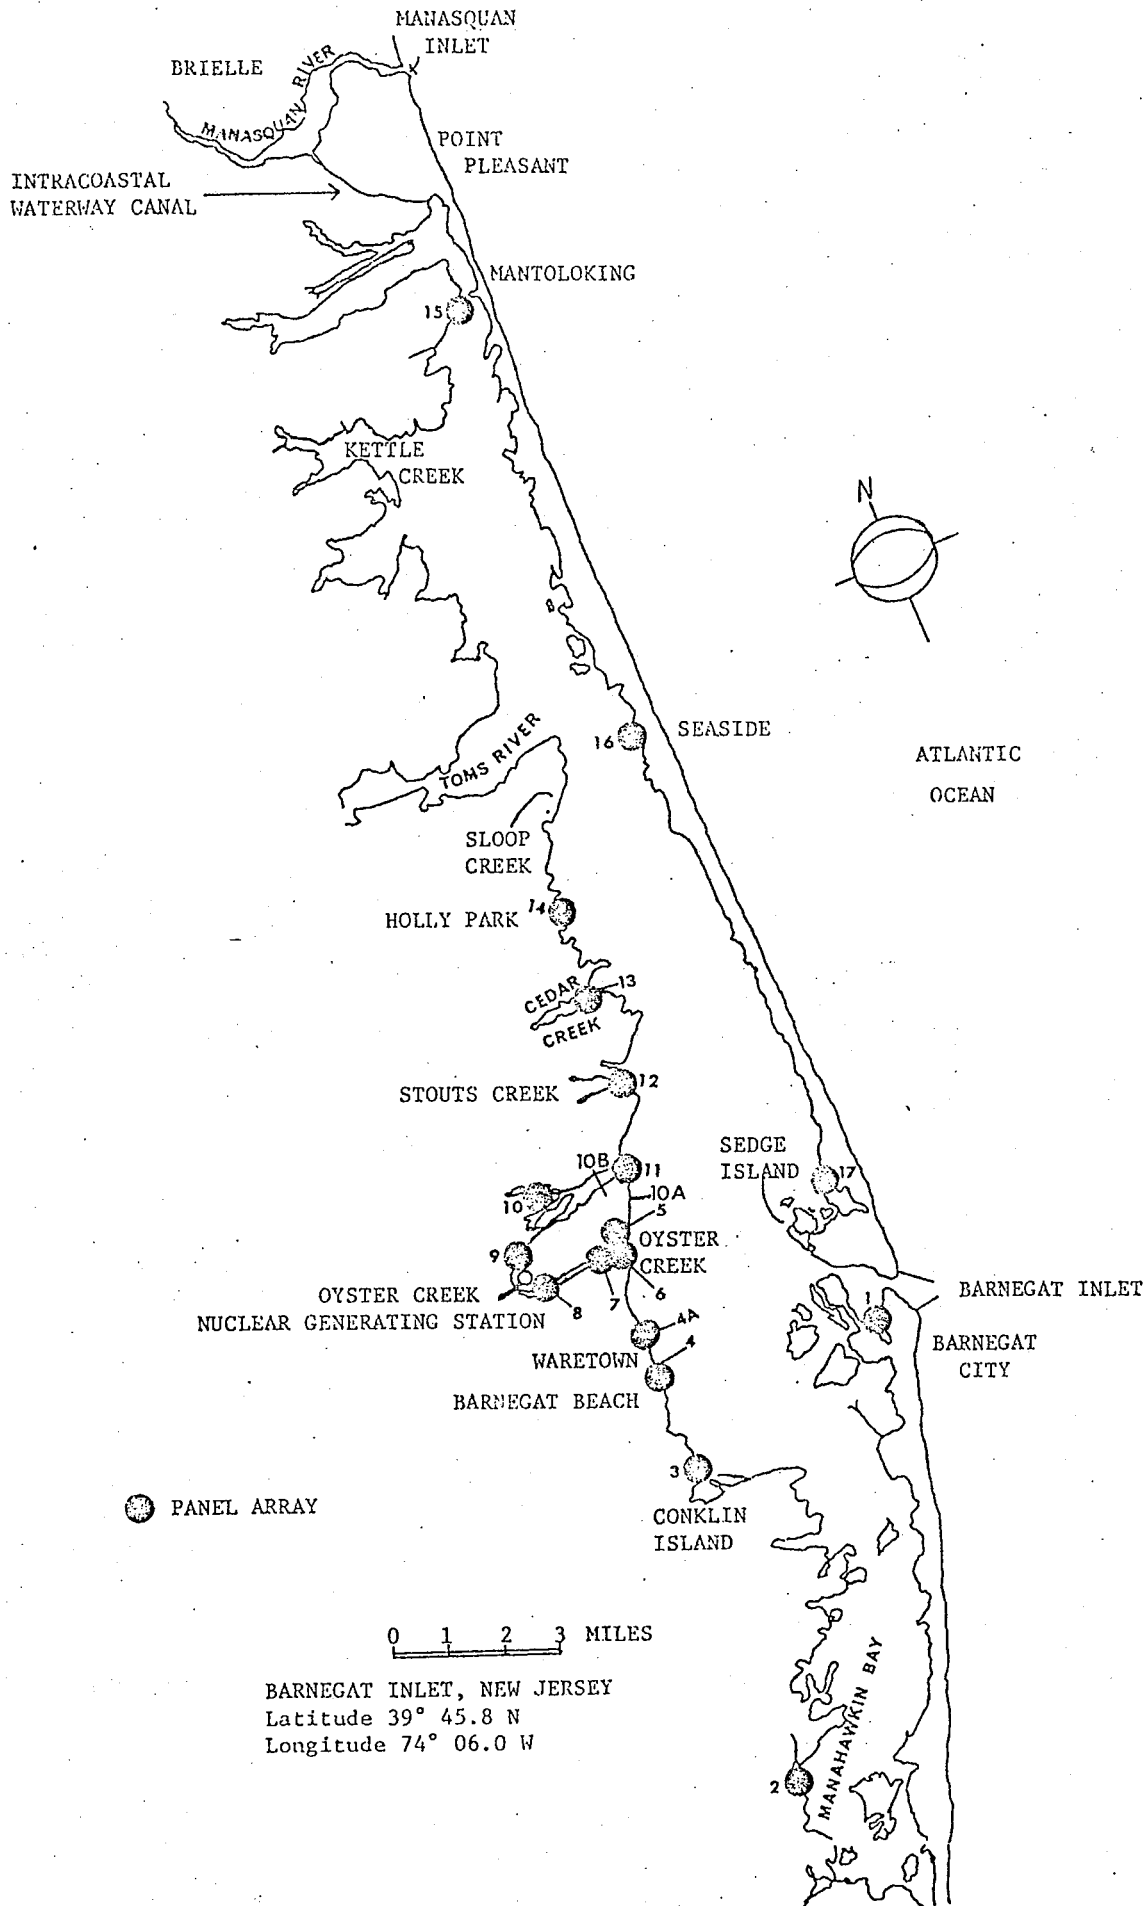 MANASQUAN
INLET
BRIELLE
MANASQUAN RIVER
POINT
PLEASANT
INTRACOASTAL
WATERWAY CANAL
MANTOLOKING
15
KETTLE
CREEK
N
SEASIDE
16
ATLANTIC
OCEAN
TOMS RIVER
SLOOP
CREEK
HOLLY PARK
14
CEDAR
CREEK
13
STOUTS CREEK
12
SEDGE
ISLAND
17
10B
11
10A
10
5
OYSTER
CREEK
9
6
7
8
OYSTER CREEK
NUCLEAR GENERATING STATION
BARNEGAT INLET
1
BARNEGAT
CITY
4A
WARETOWN
4
BARNEGAT BEACH
3
CONKLIN
ISLAND
PANEL ARRAY
0 1 2 3 MILES
BARNEGAT INLET, NEW JERSEY
Latitude 39° 45.8 N
Longitude 74° 06.0 W
MANAHAWKIN BAY
2